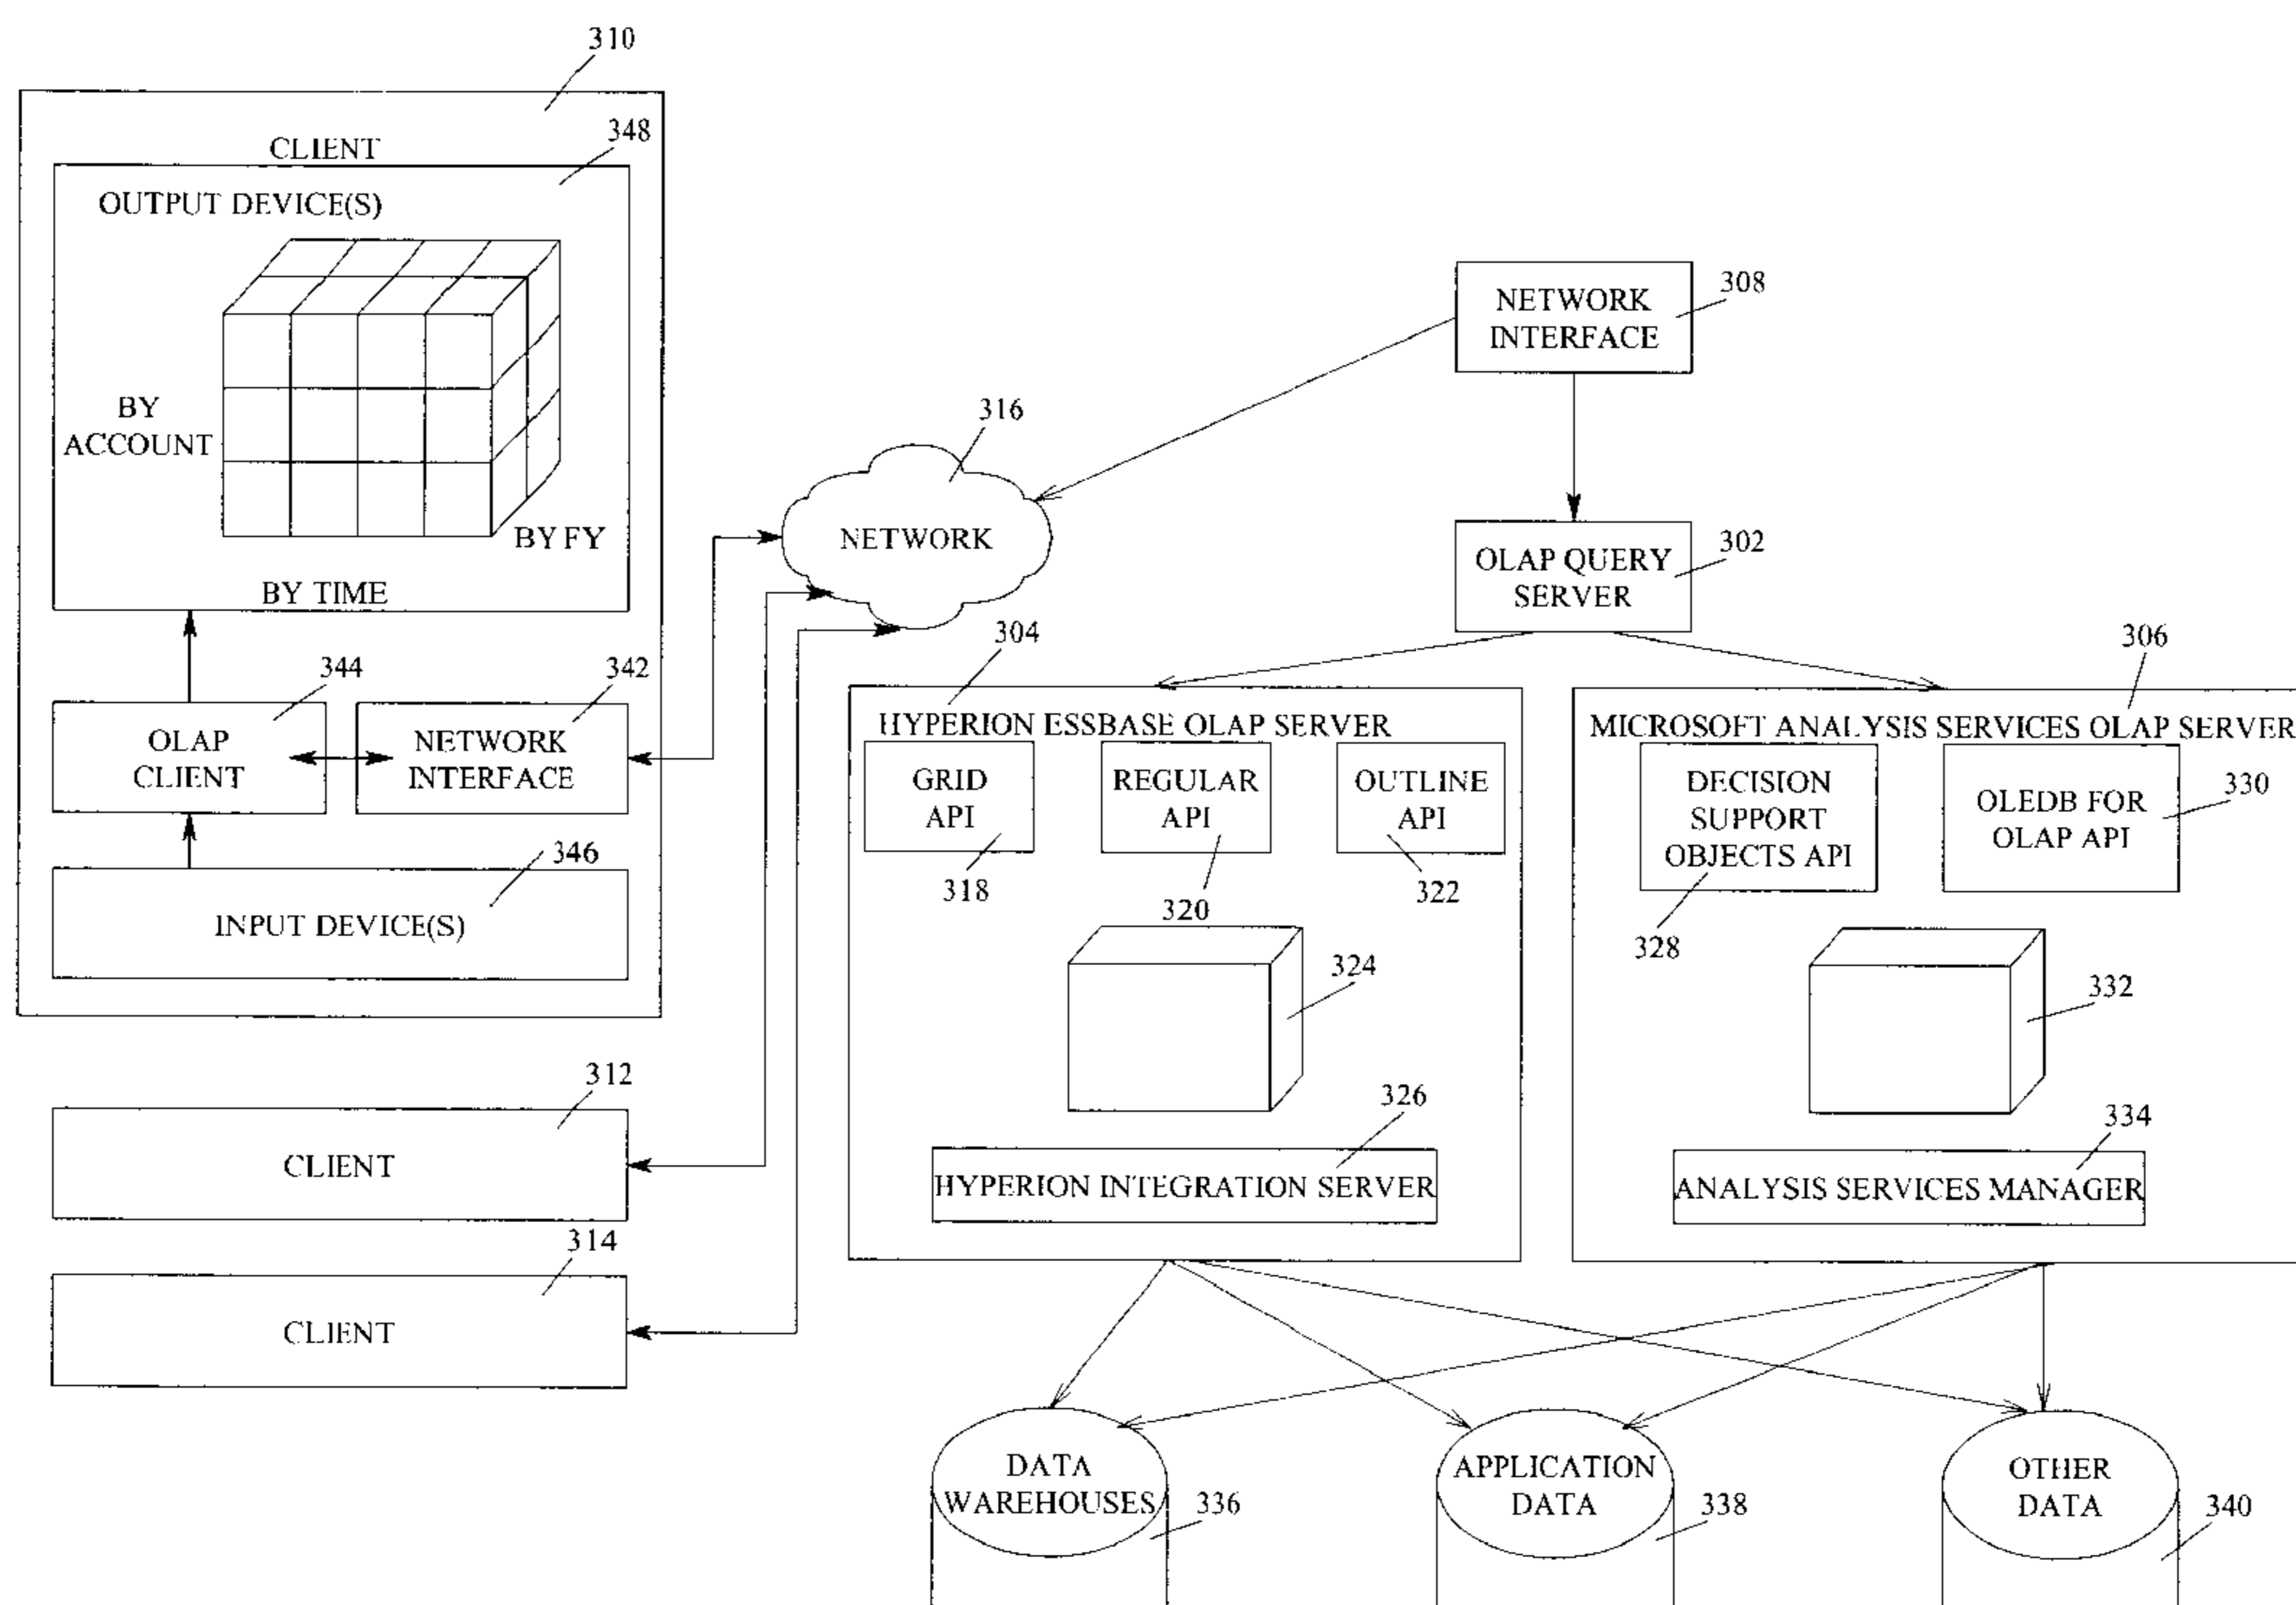 310
CLIENT
348
OUTPUT DEVICE(S)
BY
ACCOUNT
BY FY
BY TIME
344
342
OLAP
CLIENT
NETWORK
INTERFACE
346
INPUT DEVICE(S)
312
CLIENT
314
CLIENT
316
NETWORK
NETWORK
INTERFACE
308
OLAP QUERY
SERVER
302
304
HYPERION ESSBASE OLAP SERVER
GRID
API
318
REGULAR
API
320
OUTLINE
API
322
324
326
HYPERION INTEGRATION SERVER
306
MICROSOFT ANALYSIS SERVICES OLAP SERVER
DECISION
SUPPORT
OBJECTS API
328
OLEDB FOR
OLAP API
330
332
334
ANALYSIS SERVICES MANAGER
DATA
WAREHOUSES
336
APPLICATION
DATA
338
OTHER
DATA
340